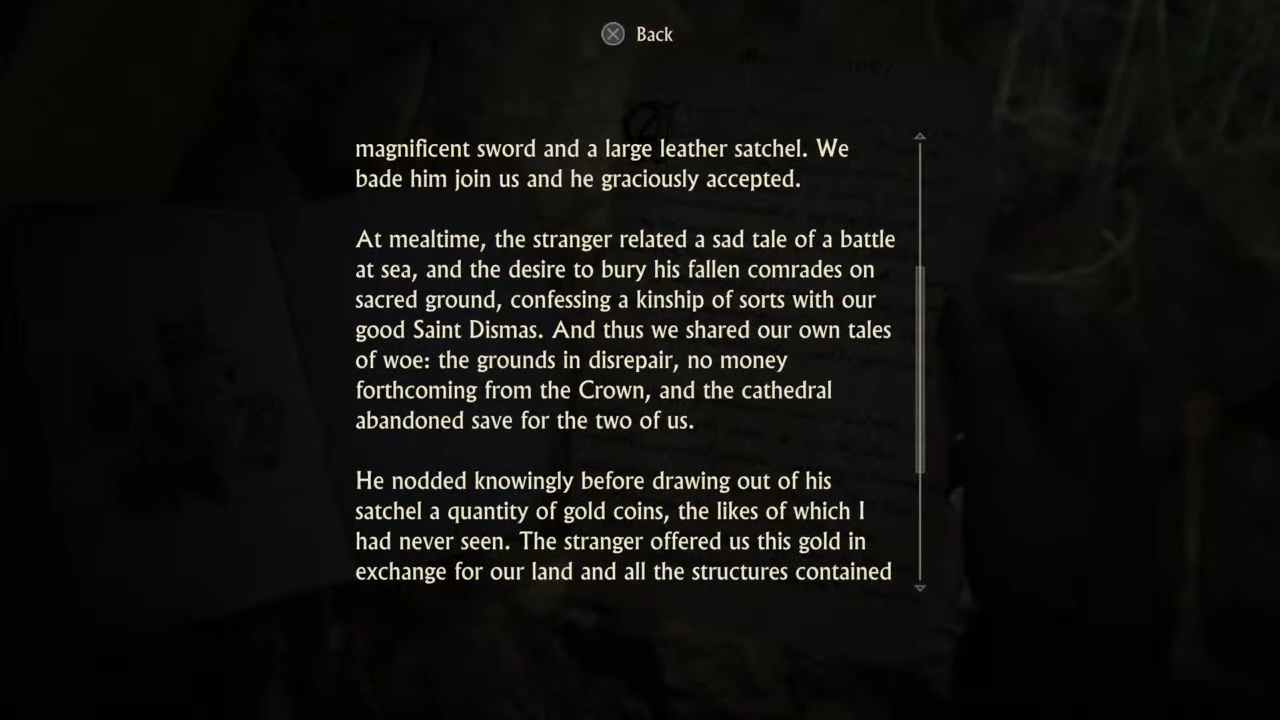 Back
magnificent sword and a large leather satchel. We
bade him join us and he graciously accepted.
At mealtime, the stranger related a sad tale of a battle
at sea, and the desire to bury his fallen comrades on
sacred ground, confessing a kinship of sorts with our
good Saint Dismas. And thus we shared our own tales
of woe: the grounds in disrepair, no money
forthcoming from the Crown, and the cathedral
abandoned save for the two of us.
He nodded knowingly before drawing out of his
satchel a quantity of gold coins, the likes of which I
had never seen. The stranger offered us this gold in
exchange for our land and all the structures contained